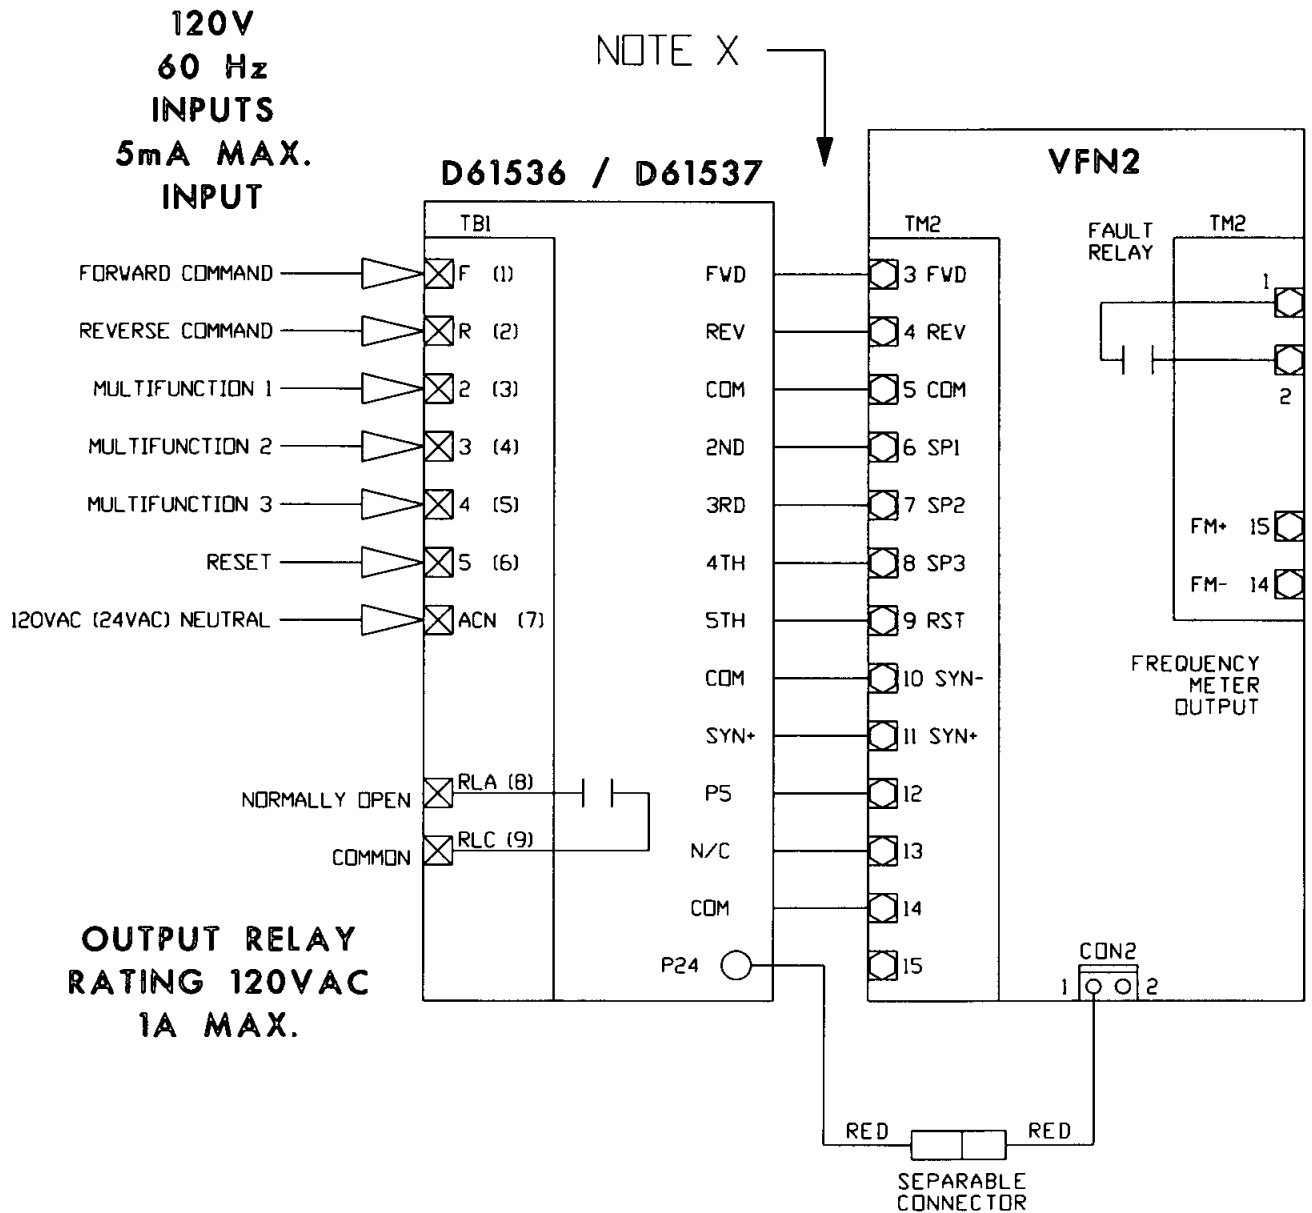 120V
60 Hz
INPUTS
5mA MAX.
INPUT
NOTE X
D61536 / D61537
VFN2
TB1
TM2
FAULT
RELAY
TM2
FORWARD COMMAND
F (1)
FWD
3 FWD
1
REVERSE COMMAND
R (2)
REV
4 REV
2
MULTIFUNCTION 1
2 (3)
COM
5 COM
MULTIFUNCTION 2
3 (4)
2ND
6 SP1
MULTIFUNCTION 3
4 (5)
3RD
7 SP2
FM+ 15
RESET
5 (6)
4TH
8 SP3
FM- 14
120VAC (24VAC) NEUTRAL
ACN (7)
5TH
9 RST
FREQUENCY
METER
OUTPUT
COM
10 SYN-
SYN+
11 SYN+
NORMALLY OPEN
RLA (8)
P5
12
COMMON
RLC (9)
N/C
13
COM
14
OUTPUT RELAY
RATING 120VAC
1A MAX.
P24
15
CON2
1
2
RED
RED
SEPARABLE
CONNECTOR